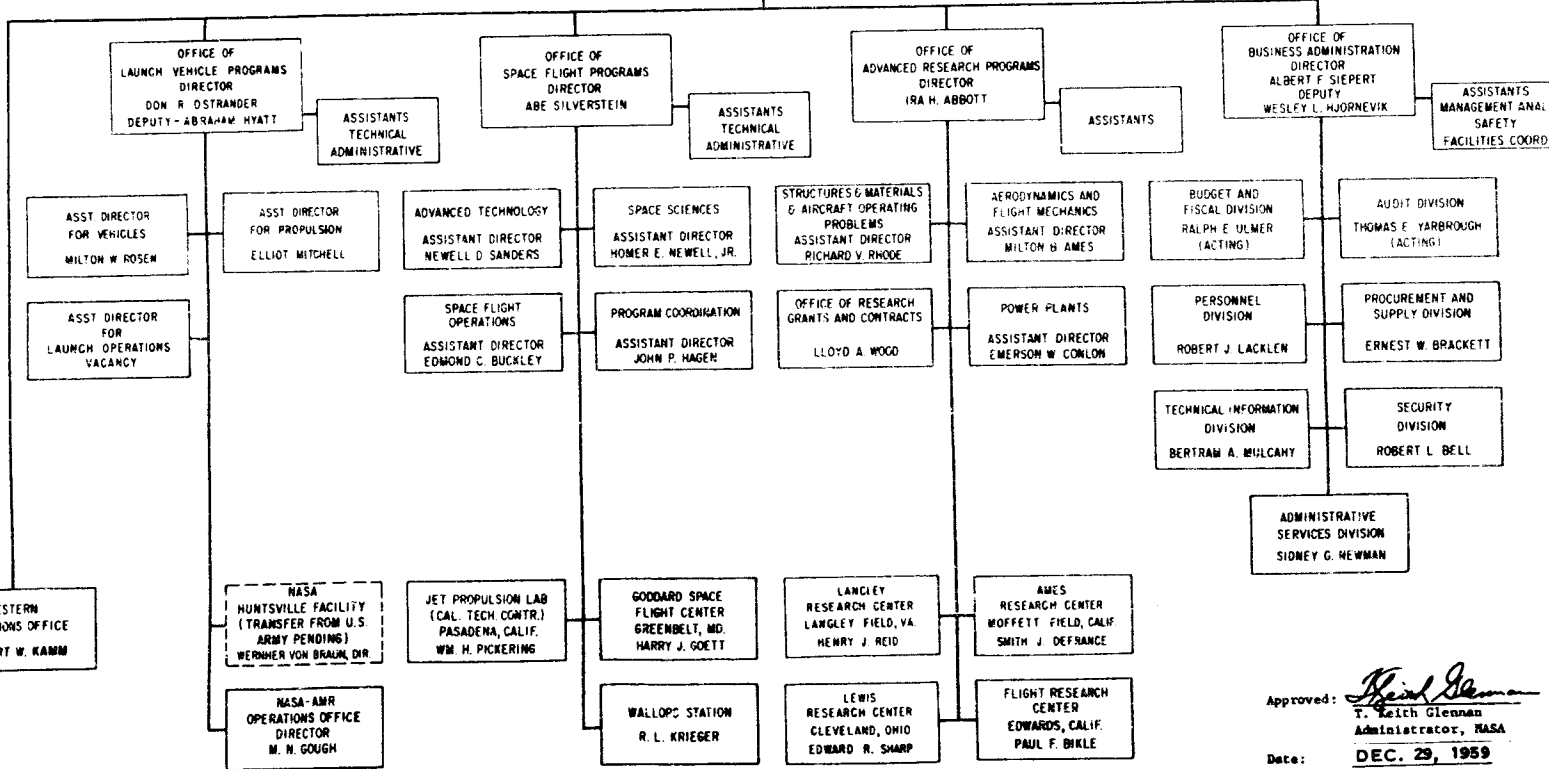 OFFICE OF
LAUNCH VEHICLE PROGRAMS
DIRECTOR
DON R OSTRANDER
DEPUTY - ABRAHAM HYATT
ASSISTANTS
TECHNICAL
ADMINISTRATIVE
OFFICE OF
SPACE FLIGHT PROGRAMS
DIRECTOR
ABE SILVERSTEIN
ASSISTANTS
TECHNICAL
ADMINISTRATIVE
OFFICE OF
ADVANCED RESEARCH PROGRAMS
DIRECTOR
IRA H. ABBOTT
ASSISTANTS
OFFICE OF
BUSINESS ADMINISTRATION
DIRECTOR
ALBERT F SIEPERT
DEPUTY
WESLEY L. HJORNEVIK
ASSISTANTS
MANAGEMENT ANAL
SAFETY
FACILITIES COORD
ASST DIRECTOR
FOR VEHICLES
MILTON W ROSEN
ASST DIRECTOR
FOR PROPULSION
ELLIOT MITCHELL
ADVANCED TECHNOLOGY
ASSISTANT DIRECTOR
NEWELL D SANDERS
SPACE SCIENCES
ASSISTANT DIRECTOR
HOMER E. NEWELL, JR.
STRUCTURES & MATERIALS
& AIRCRAFT OPERATING
PROBLEMS
ASSISTANT DIRECTOR
RICHARD V. RHODE
AERODYNAMICS AND
FLIGHT MECHANICS
ASSISTANT DIRECTOR
MILTON B AMES
BUDGET AND
FISCAL DIVISION
RALPH E ULMER
(ACTING)
AUDIT DIVISION
THOMAS E YARBROUGH
(ACTING)
ASST DIRECTOR
FOR
LAUNCH OPERATIONS
VACANCY
SPACE FLIGHT
OPERATIONS
ASSISTANT DIRECTOR
EDMOND C. BUCKLEY
PROGRAM COORDINATION
ASSISTANT DIRECTOR
JOHN P. HAGEN
OFFICE OF RESEARCH
GRANTS AND CONTRACTS
LLOYD A. WOOD
POWER PLANTS
ASSISTANT DIRECTOR
EMERSON W. CONLON
PERSONNEL
DIVISION
ROBERT J. LACKLEN
PROCUREMENT AND
SUPPLY DIVISION
ERNEST W. BRACKETT
TECHNICAL INFORMATION
DIVISION
BERTRAM A. MULCAHY
SECURITY
DIVISION
ROBERT L. BELL
ADMINISTRATIVE
SERVICES DIVISION
SIDNEY G. NEWMAN
ESTERN
IONS OFFICE
RT W. KAMM
NASA
HUNTSVILLE FACILITY
(TRANSFER FROM U.S.
ARMY PENDING)
WERNHER VON BRAUN, DIR.
JET PROPULSION LAB
(CAL. TECH. CONTR.)
PASADENA, CALIF.
WM. H. PICKERING
GODDARD SPACE
FLIGHT CENTER
GREENBELT, MD.
HARRY J. GOETT
LANGLEY
RESEARCH CENTER
LANGLEY FIELD, VA.
HENRY J. REID
AMES
RESEARCH CENTER
MOFFETT FIELD, CALIF.
SMITH J. DEFRANCE
NASA-AMR
OPERATIONS OFFICE
DIRECTOR
M. N. GOUGH
WALLOPS STATION
R. L. KRIEGER
LEWIS
RESEARCH CENTER
CLEVELAND, OHIO
EDWARD R. SHARP
FLIGHT RESEARCH
CENTER
EDWARDS, CALIF.
PAUL F. BIKLE
Approved: T Keith Glennan
T. Keith Glennan
Administrator, NASA
Date: DEC. 29, 1959